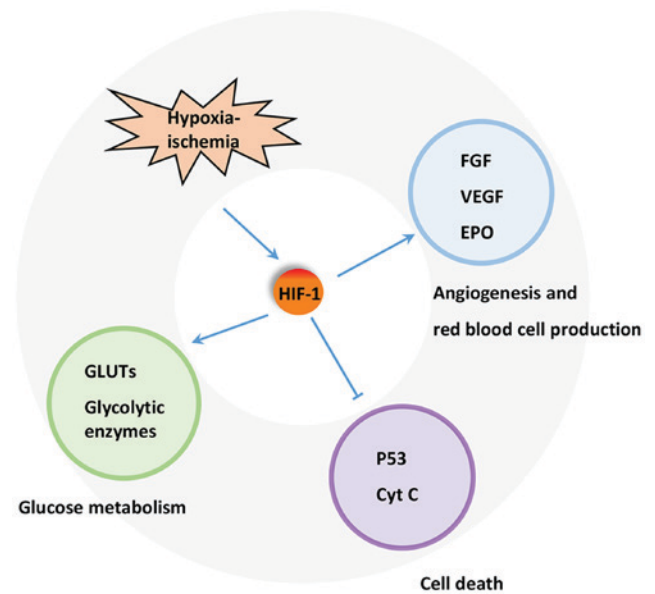 Hypoxia-
ischemia
FGF
VEGF
EPO
HIF-1
Angiogenesis and
red blood cell production
GLUTs
Glycolytic
enzymes
Glucose metabolism
P53
Cyt C
Cell death